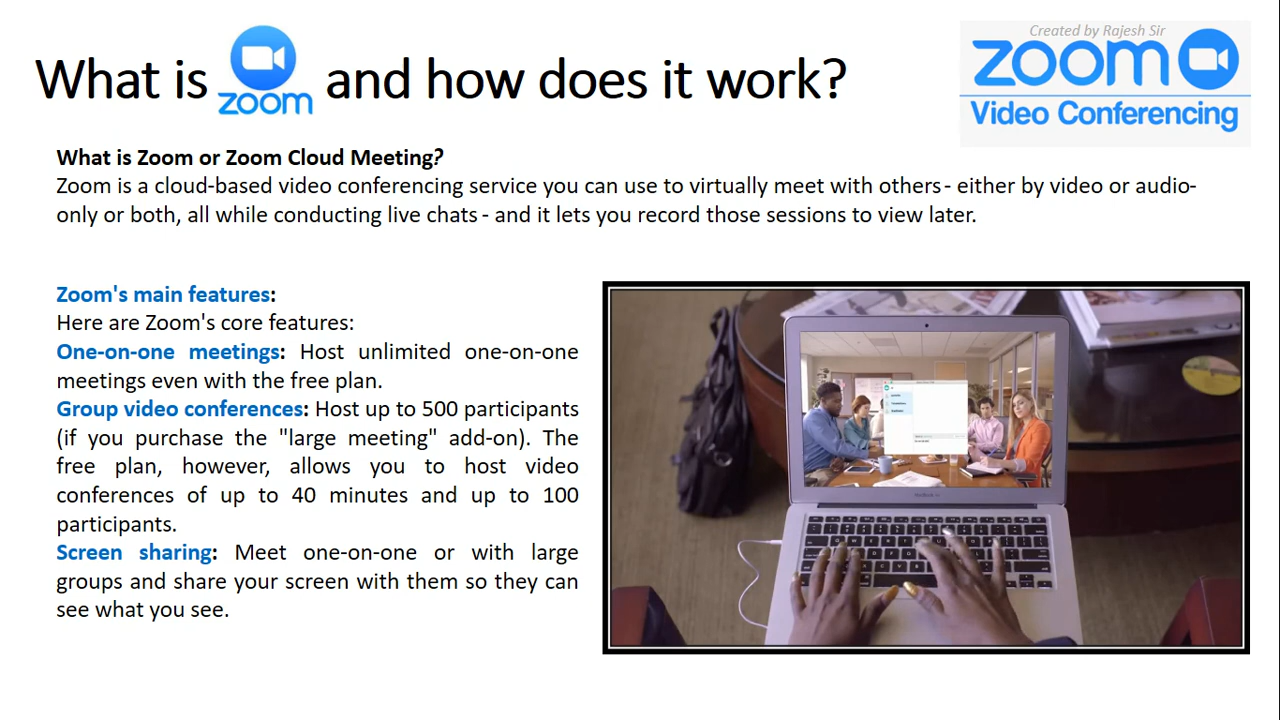 What is zoom and how does it work?
Created by Rajesh Sir
zoom
Video Conferencing
What is Zoom or Zoom Cloud Meeting?
Zoom is a cloud-based video conferencing service you can use to virtually meet with others - either by video or audio-
only or both, all while conducting live chats - and it lets you record those sessions to view later.
Zoom's main features:
Here are Zoom's core features:
One-on-one meetings: Host unlimited one-on-one
meetings even with the free plan.
Group video conferences: Host up to 500 participants
(if you purchase the "large meeting" add-on). The
free plan, however, allows you to host video
conferences of up to 40 minutes and up to 100
participants.
Screen sharing: Meet one-on-one or with large
groups and share your screen with them so they can
see what you see.